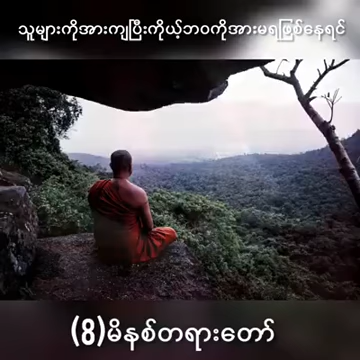 သူများကိုအားကျပြီးကိုယ့်ဘဝကိုအားမရဖြစ်နေရင်
(8)မိနစ်တရားတော်